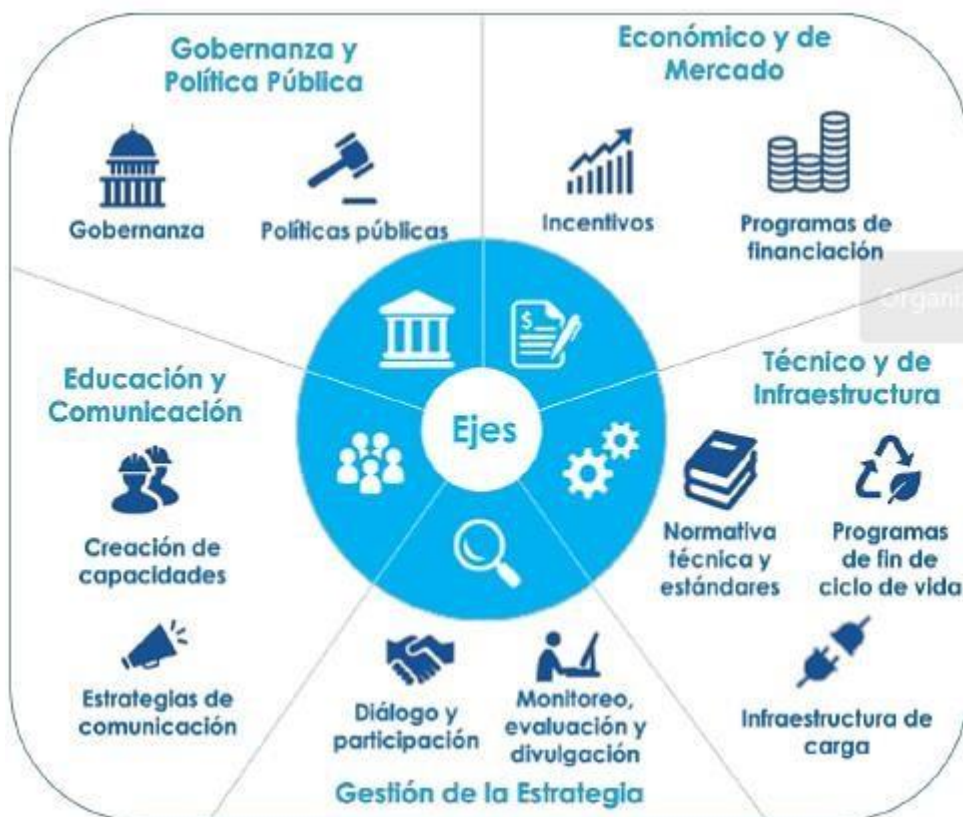 Gobernanza y
Política Pública
Gobernanza
Políticas públicas
Económico y de
Mercado
Incentivos
Programas de
financiación
Organi
Educación y
Comunicación
Creación de
capacidades
Estrategias de
comunicación
Ejes
$
Técnico y de
Infraestructura
Normativa
técnica y
estándares
Programas
de fin de
ciclo de vida
Infraestructura de
carga
Diálogo y
participación
Monitoreo,
evaluación y
divulgación
Gestión de la Estrategia